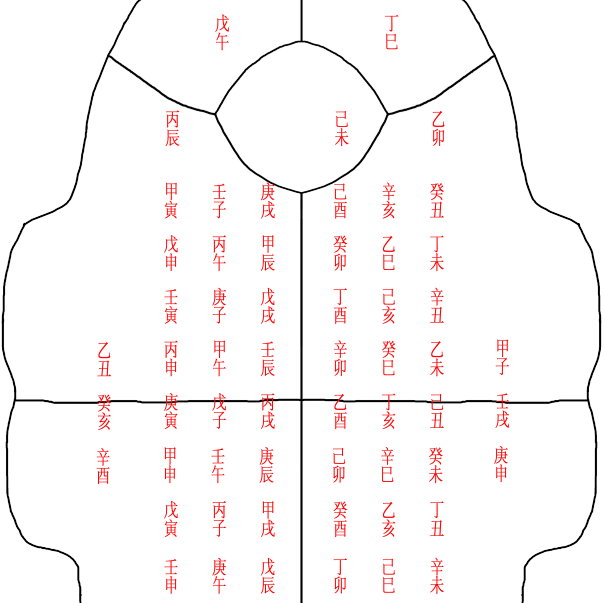 戊午 丁巳
丙辰 己未 乙卯
甲寅 壬子 庚戌 己酉 辛亥 癸丑
戊申 丙午 甲辰 癸卯 乙巳 丁未
壬寅 庚子 戊戌 丁酉 己亥 辛丑
乙丑 丙申 甲午 壬辰 辛卯 癸巳 乙未 甲子
癸亥 庚寅 戊子 丙戌 乙酉 丁亥 己丑 壬戌
辛酉 甲申 壬午 庚辰 己卯 辛巳 癸未 庚申
戊寅 丙子 甲戌 癸酉 乙亥 丁丑
壬申 庚午 戊辰 丁卯 己巳 辛未